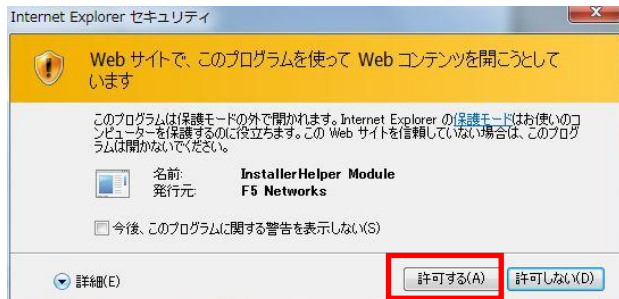 Internet Explorer セキュリティ
Web サイトで、このプログラムを使って Web コンテンツを開こうとして
います
このプログラムは保護モードの外で開かれます。Internet Explorer の保護モードはお使いのコ
ンピューターを保護するのに役立ちます。この Web サイトを信頼していない場合は、このプログ
ラムは開かないでください。
名前: InstallerHelper Module
発行元: F5 Networks
今後、このプログラムに関する警告を表示しない(S)
詳細(E) 許可する(A) 許可しない(D)